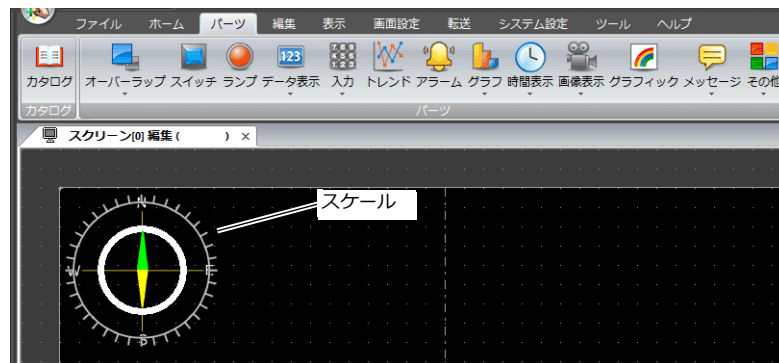 ファイル ホーム パーツ 編集 表示 画面設定 転送 システム設定 ツール ヘルプ
カタログ オーバーラップ スイッチ ランプ データ表示 入力 トレンド アラーム グラフ 時間表示 画像表示 グラフィック メッセージ その他
123
カタログ パーツ
スクリーン[0] 編集 ( ) ×
スケール
N
W E
S